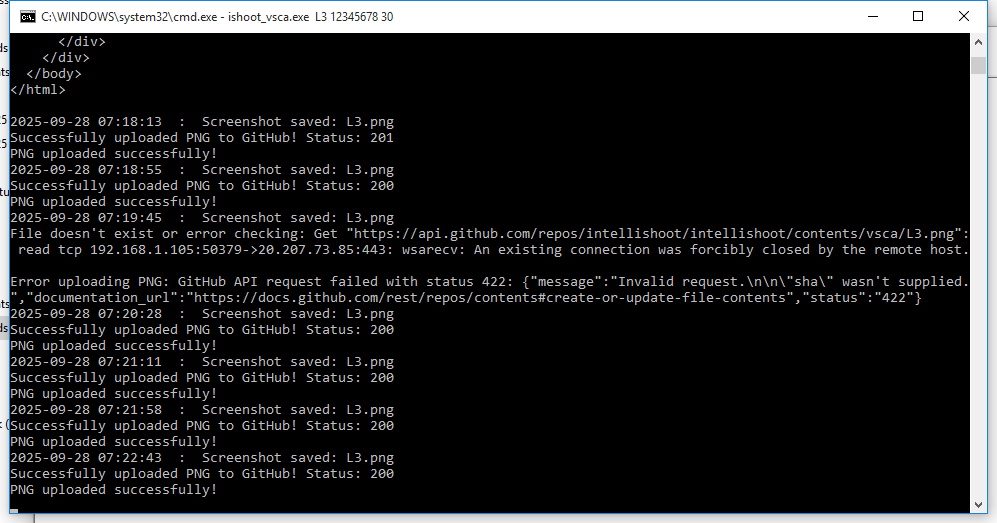 C:\WINDOWS\system32\cmd.exe - ishoot_vsca.exe L3 12345678 30
</div>
</div>
</body>
</html>
2025-09-28 07:18:13 : Screenshot saved: L3.png
Successfully uploaded PNG to GitHub! Status: 201
PNG uploaded successfully!
2025-09-28 07:18:55 : Screenshot saved: L3.png
Successfully uploaded PNG to GitHub! Status: 200
PNG uploaded successfully!
2025-09-28 07:19:45 : Screenshot saved: L3.png
File doesn't exist or error checking: Get "https://api.github.com/repos/intellishoot/intellishoot/contents/vsca/L3.png":
read tcp 192.168.1.105:50379->20.207.73.85:443: wsarecv: An existing connection was forcibly closed by the remote host.
Error uploading PNG: GitHub API request failed with status 422: {"message":"Invalid request.\n\n\"sha\" wasn't supplied.
","documentation_url":"https://docs.github.com/rest/repos/contents#create-or-update-file-contents","status":"422"}
2025-09-28 07:20:28 : Screenshot saved: L3.png
Successfully uploaded PNG to GitHub! Status: 200
PNG uploaded successfully!
2025-09-28 07:21:11 : Screenshot saved: L3.png
Successfully uploaded PNG to GitHub! Status: 200
PNG uploaded successfully!
2025-09-28 07:21:58 : Screenshot saved: L3.png
Successfully uploaded PNG to GitHub! Status: 200
PNG uploaded successfully!
2025-09-28 07:22:43 : Screenshot saved: L3.png
Successfully uploaded PNG to GitHub! Status: 200
PNG uploaded successfully!